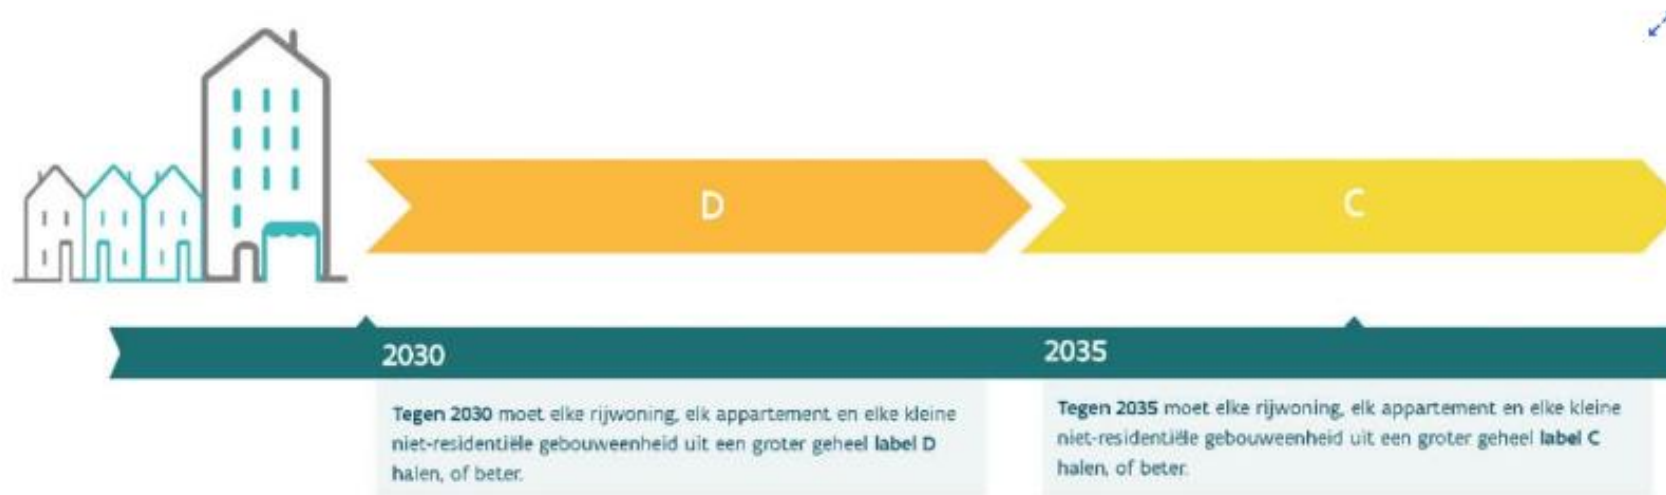 D
C
2030
2035
Tegen 2030 moet elke rijwoning, elk appartement en elke kleine
niet-residentiële gebouweenheid uit een groter geheel label D
halen, of beter.
Tegen 2035 moet elke rijwoning, elk appartement en elke kleine
niet-residentiële gebouweenheid uit een groter geheel label C
halen, of beter.